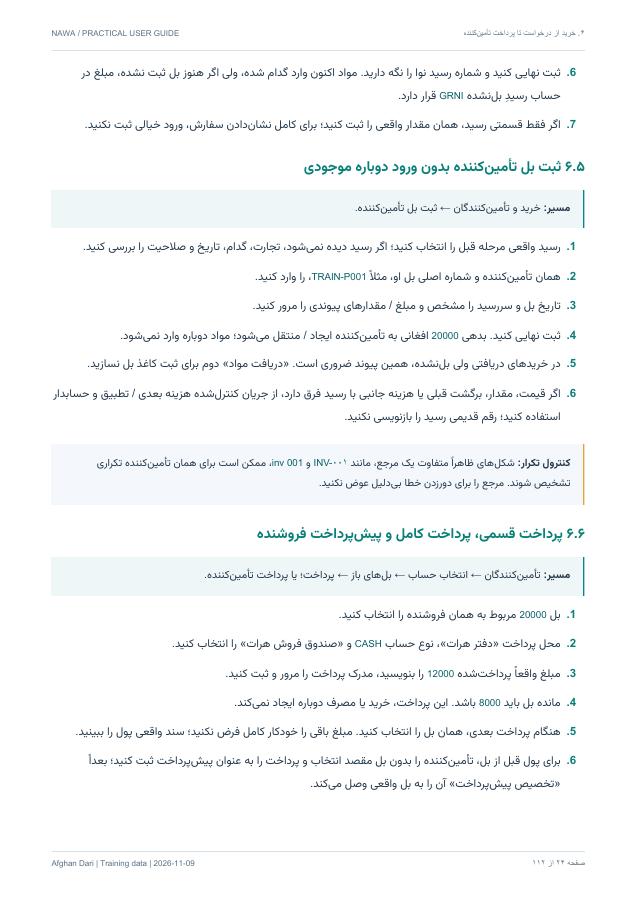 NAWA / PRACTICAL USER GUIDE
۶. خرید از درخواست تا پرداخت تأمین‌کننده
6. ثبت نهایی کنید و شماره رسید نوا را نگه دارید. مواد اکنون وارد گدام شده، ولی اگر هنوز بل ثبت نشده، مبلغ در
حساب رسیدِ بل‌نشده GRNI قرار دارد.
7. اگر فقط قسمتی رسید، همان مقدار واقعی را ثبت کنید؛ برای کامل نشان‌دادن سفارش، ورود خیالی ثبت نکنید.
۶.۵ ثبت بل تأمین‌کننده بدون ورود دوباره موجودی
مسیر: خرید و تأمین‌کنندگان ← ثبت بل تأمین‌کننده.
1. رسید واقعی مرحله قبل را انتخاب کنید؛ اگر رسید دیده نمی‌شود، تجارت، گدام، تاریخ و صلاحیت را بررسی کنید.
2. همان تأمین‌کننده و شماره اصلی بل او، مثلاً TRAIN-P001، را وارد کنید.
3. تاریخ بل و سررسید را مشخص و مبلغ / مقدارهای پیوندی را مرور کنید.
4. ثبت نهایی کنید. بدهی 20000 افغانی به تأمین‌کننده ایجاد / منتقل می‌شود؛ مواد دوباره وارد نمی‌شود.
5. در خریدهای دریافتی ولی بل‌نشده، همین پیوند ضروری است. «دریافت مواد» دوم برای ثبت کاغذ بل نسازید.
6. اگر قیمت، مقدار، برگشت قبلی یا هزینه جانبی با رسید فرق دارد، از جریان کنترل‌شده هزینه بعدی / تطبیق و حسابدار
استفاده کنید؛ رقم قدیمی رسید را بازنویسی نکنید.
کنترول تکرار: شکل‌های ظاهراً متفاوت یک مرجع، مانند INV-۰۰۱ و inv 001، ممکن است برای همان تأمین‌کننده تکراری
تشخیص شوند. مرجع را برای دورزدن خطا بی‌دلیل عوض نکنید.
۶.۶ پرداخت قسمی، پرداخت کامل و پیش‌پرداخت فروشنده
مسیر: تأمین‌کنندگان ← انتخاب حساب ← بل‌های باز ← پرداخت؛ یا پرداخت تأمین‌کننده.
1. بل 20000 مربوط به همان فروشنده را انتخاب کنید.
2. محل پرداخت «دفتر هرات»، نوع حساب CASH و «صندوق فروش هرات» را انتخاب کنید.
3. مبلغ واقعاً پرداخت‌شده 12000 را بنویسید، مدرک پرداخت را مرور و ثبت کنید.
4. مانده بل باید 8000 باشد. این پرداخت، خرید یا مصرف دوباره ایجاد نمی‌کند.
5. هنگام پرداخت بعدی، همان بل را انتخاب کنید. مبلغ باقی را خودکار کامل فرض نکنید؛ سند واقعی پول را ببینید.
6. برای پول قبل از بل، تأمین‌کننده را بدون بل مقصد انتخاب و پرداخت را به عنوان پیش‌پرداخت ثبت کنید؛ بعداً
«تخصیص پیش‌پرداخت» آن را به بل واقعی وصل می‌کند.
Afghan Dari | Training data | 2026-11-09
صفحه ۲۴ از ۱۱۲